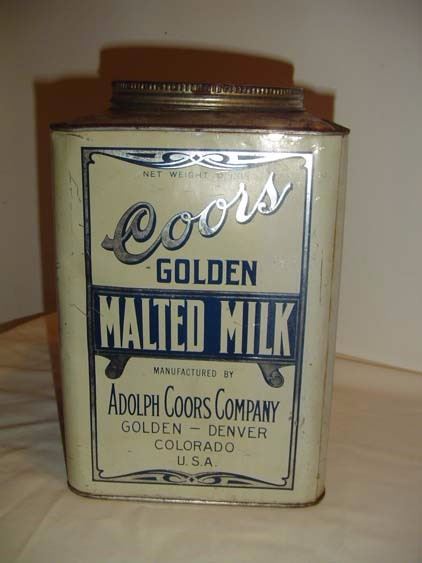 NET WEIGHT
Coors
GOLDEN
MALTED MILK
MANUFACTURED BY
ADOLPH COORS COMPANY
GOLDEN – DENVER
COLORADO
U.S.A.